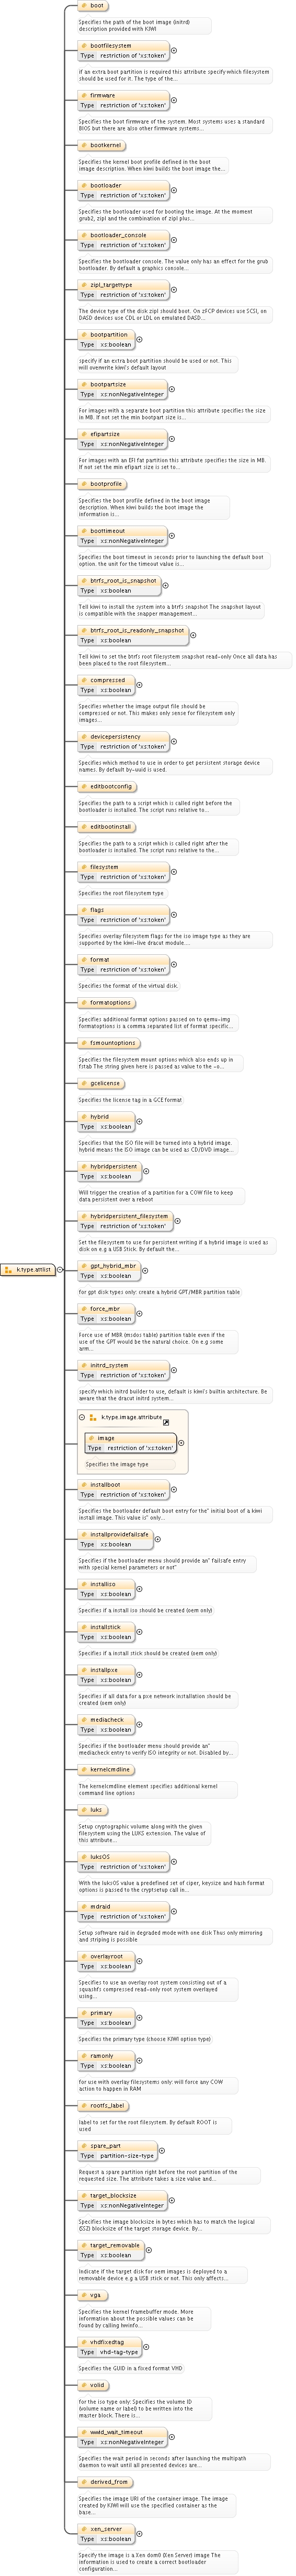 boot
Specifies the path of the boot image (initrd)
description provided with KIWI
bootfilesystem
Type restriction of 'xs:token'
If an extra boot partition is required this attribute specify which filesystem
should be used for it. The type of the...
firmware
Type restriction of 'xs:token'
Specifies the boot firmware of the system. Most systems uses a standard
BIOS but there are also other firmware systems...
bootkernel
Specifies the kernel boot profile defined in the boot
image description. When kiwi builds the boot image the...
bootloader
Type restriction of 'xs:token'
Specifies the bootloader used for booting the image. At the moment
grub2, zipl and the combination of zipl plus...
bootloader_console
Type restriction of 'xs:token'
Specifies the bootloader console. The value only has an effect for the grub
bootloader. By default a graphics console...
zipl_targettype
Type restriction of 'xs:token'
The device type of the disk zipl should boot. On zFCP devices use SCSI, on
DASD devices use CDL or LDL on emulated DASD...
bootpartition
Type xs:boolean
specify if an extra boot partition should be used or not. This
will overwrite kiwi's default layout
bootpartsize
Type xs:nonNegativeInteger
For images with a separate boot partition this attribute specifies the size
in MB. If not set the min bootpart size is...
efipartsize
Type xs:nonNegativeInteger
For images with an EFI fat partition this attribute specifies the size in MB.
If not set the min efipart size is set to...
bootprofile
Specifies the boot profile defined in the boot image
description. When kiwi builds the boot image the
information is...
boottimeout
Type xs:nonNegativeInteger
Specifies the boot timeout in seconds prior to launching the default boot
option. the unit for the timeout value is...
btrfs_root_is_snapshot
Type xs:boolean
Tell kiwi to install the system into a btrfs snapshot The snapshot layout
is compatible with the snapper management...
btrfs_root_is_readonly_snapshot
Type xs:boolean
Tell kiwi to set the btrfs root filesystem snapshot read-only Once all data has
been placed to the root filesystem...
compressed
Type xs:boolean
Specifies whether the image output file should be
compressed or not. This makes only sense for filesystem only
images...
devicepersistency
Type restriction of 'xs:token'
Specifies which method to use in order to get persistent storage device
names. By default by-uuid is used.
editbootconfig
Specifies the path to a script which is called right before the
bootloader is installed. The script runs relative to...
editbootinstall
Specifies the path to a script which is called right after the
bootloader is installed. The script runs relative to the...
filesystem
Type restriction of 'xs:token'
Specifies the root filesystem type
flags
Type restriction of 'xs:token'
Specifies overlay filesystem flags for the iso image type as they are
supported by the kiwi-live dracut module....
format
Type restriction of 'xs:token'
Specifies the format of the virtual disk.
formatoptions
Specifies additional format options passed on to qemu-img
formatoptions is a comma separated list of format specific...
fsmountoptions
Specifies the filesystem mount options which also ends up in
fstab The string given here is passed as value to the -o...
gcelicense
Specifies the license tag in a GCE format
hybrid
Type xs:boolean
Specifies that the ISO file will be turned into a hybrid image.
hybrid means the ISO image can be used as CD/DVD image...
hybridpersistent
Type xs:boolean
Will trigger the creation of a partition for a COW file to keep
data persistent over a reboot
hybridpersistent_filesystem
Type restriction of 'xs:token'
Set the filesystem to use for persistent writing if a hybrid image is used as
disk on e.g a USB Stick. By default the...
k.type.attlist
gpt_hybrid_mbr
Type xs:boolean
for gpt disk types only: create a hybrid GPT/MBR partition table
force_mbr
Type xs:boolean
Force use of MBR (msdos table) partition table even if the
use of the GPT would be the natural choice. On e.g some
arm...
initrd_system
Type restriction of 'xs:token'
specify which initrd builder to use, default is kiwi's builtin architecture. Be
aware that the dracut initrd system...
k.type.image.attribute
image
Type restriction of 'xs:token'
Specifies the image type
installboot
Type restriction of 'xs:token'
Specifies the bootloader default boot entry for the" initial boot of a kiwi
install image. This value is" only...
installprovidefailsafe
Type xs:boolean
Specifies if the bootloader menu should provide an" failsafe entry
with special kernel parameters or not"
installiso
Type xs:boolean
Specifies if a install iso should be created (oem only)
installstick
Type xs:boolean
Specifies if a install stick should be created (oem only)
installpxe
Type xs:boolean
Specifies if all data for a pxe network installation should be
created (oem only)
mediacheck
Type xs:boolean
Specifies if the bootloader menu should provide an"
mediacheck entry to verify ISO integrity or not. Disabled by...
kernelcmdline
The kernelcmdline element specifies additional kernel
command line options
luks
Setup cryptographic volume along with the given
filesystem using the LUKS extension. The value of
this attribute...
luksOS
Type restriction of 'xs:token'
With the luksOS value a predefined set of ciper, keysize and hash format
options is passed to the cryptsetup call in...
mdraid
Type restriction of 'xs:token'
Setup software raid in degraded mode with one disk Thus only mirroring
and striping is possible
overlayroot
Type xs:boolean
Specifies to use an overlay root system consisting out of a
squashfs compressed read-only root system overlayed
using...
primary
Type xs:boolean
Specifies the primary type (choose KIWI option type)
ramonly
Type xs:boolean
for use with overlay filesystems only: will force any COW
action to happen in RAM
rootfs_label
label to set for the root filesystem. By default ROOT is
used
spare_part
Type partition-size-type
Request a spare partition right before the root partition of the
requested size. The attribute takes a size value and...
target_blocksize
Type xs:nonNegativeInteger
Specifies the image blocksize in bytes which has to match the logical
(SSZ) blocksize of the target storage device. By...
target_removable
Type xs:boolean
Indicate if the target disk for oem images is deployed to a
removable device e.g a USB stick or not. This only affects...
vga
Specifies the kernel framebuffer mode. More
information about the possible values can be
found by calling hwinfo...
vhdfixedtag
Type vhd-tag-type
Specifies the GUID in a fixed format VHD
volid
for the iso type only: Specifies the volume ID
(volume name or label) to be written into the
master block. There is...
wwid_wait_timeout
Type xs:nonNegativeInteger
Specifies the wait period in seconds after launching the multipath
daemon to wait until all presented devices are...
derived_from
Specifies the image URI of the container image. The image
created by KIWI will use the specified container as the
base...
xen_server
Type xs:boolean
Specify the image is a Xen dom0 (Xen Server) image The
information is used to create a correct bootloader
configuration...